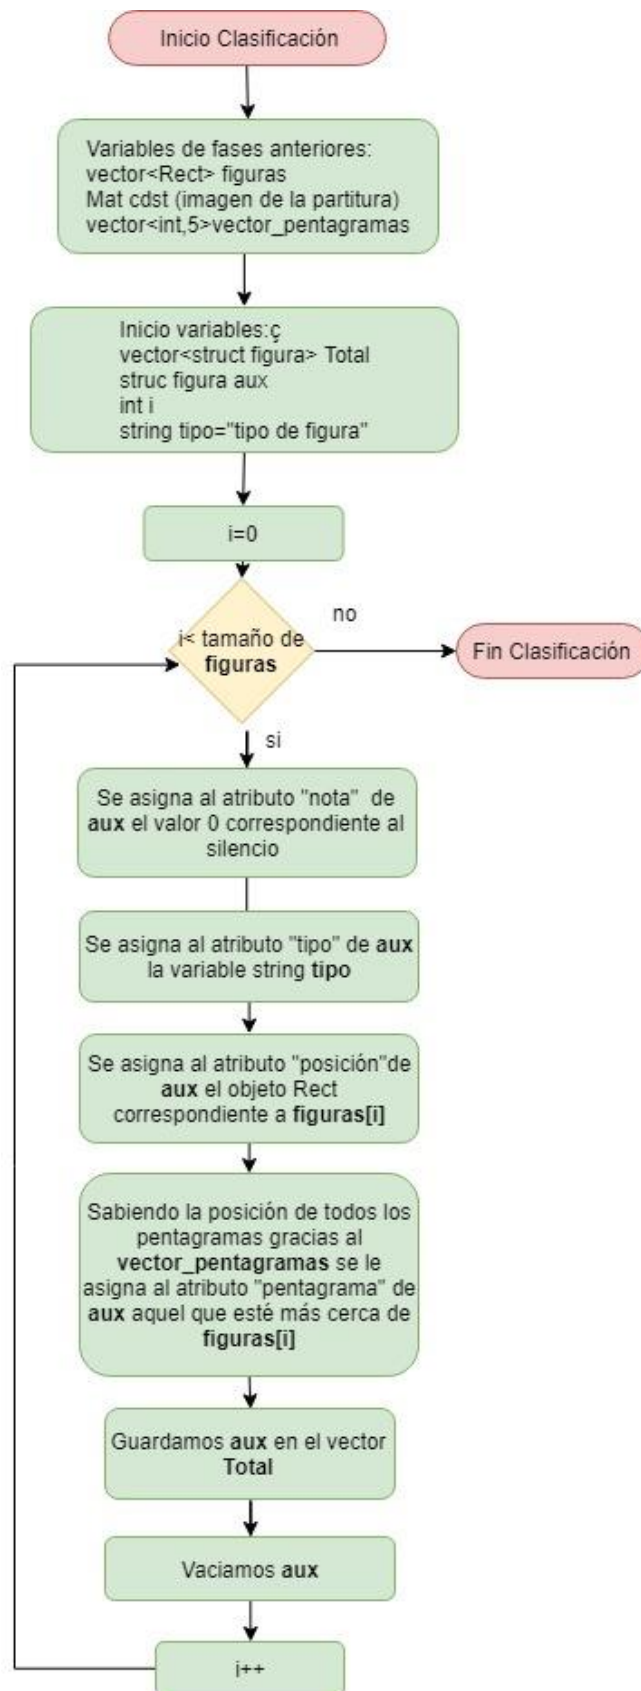 Inicio Clasificación
Variables de fases anteriores:
vector<Rect> figuras
Mat cdst (imagen de la partitura)
vector<int,5>vector_pentagramas
Inicio variables:ç
vector<struct figura> Total
struc figura aux
int i
string tipo="tipo de figura"
i=0
i< tamaño de
figuras
no
Fin Clasificación
si
Se asigna al atributo "nota" de
aux el valor 0 correspondiente al
silencio
Se asigna al atributo "tipo" de aux
la variable string tipo
Se asigna al atributo "posición"de
aux el objeto Rect
correspondiente a figuras[i]
Sabiendo la posición de todos los
pentagramas gracias al
vector_pentagramas se le
asigna al atributo "pentagrama" de
aux aquel que esté más cerca de
figuras[i]
Guardamos aux en el vector
Total
Vaciamos aux
i++